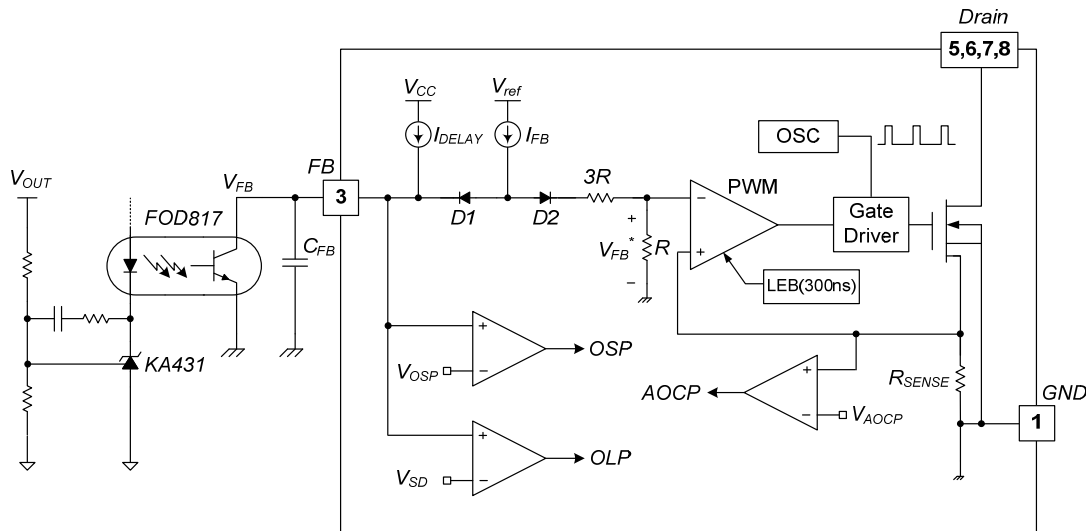 Drain
5,6,7,8
VCC
Vref
IDELAY
IFB
OSC
VOUT
VFB
FB
3
3R
PWM
FOD817
D1
D2
Gate
Driver
CFB
+
VFB*
R
−
−
+
LEB(300ns)
KA431
+
VOSP
−
OSP
AOCP
+
−
VAOCP
RSENSE
GND
1
+
VSD
−
OLP